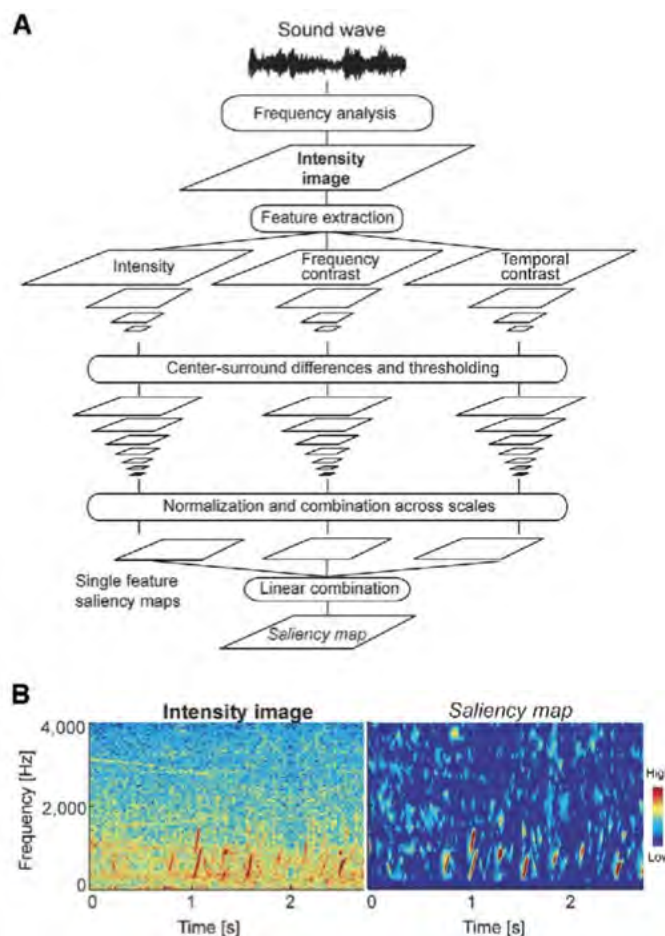 A
Sound wave
Frequency analysis
Intensity
image
Feature extraction
Intensity
Frequency
contrast
Temporal
contrast
Center-surround differences and thresholding
Normalization and combination across scales
Single feature
saliency maps
Linear combination
Saliency map
B
Intensity image
Saliency map
4,000
2,000
0
Frequency [Hz]
0
1
2
Time [s]
0
1
2
Time [s]
High
Low